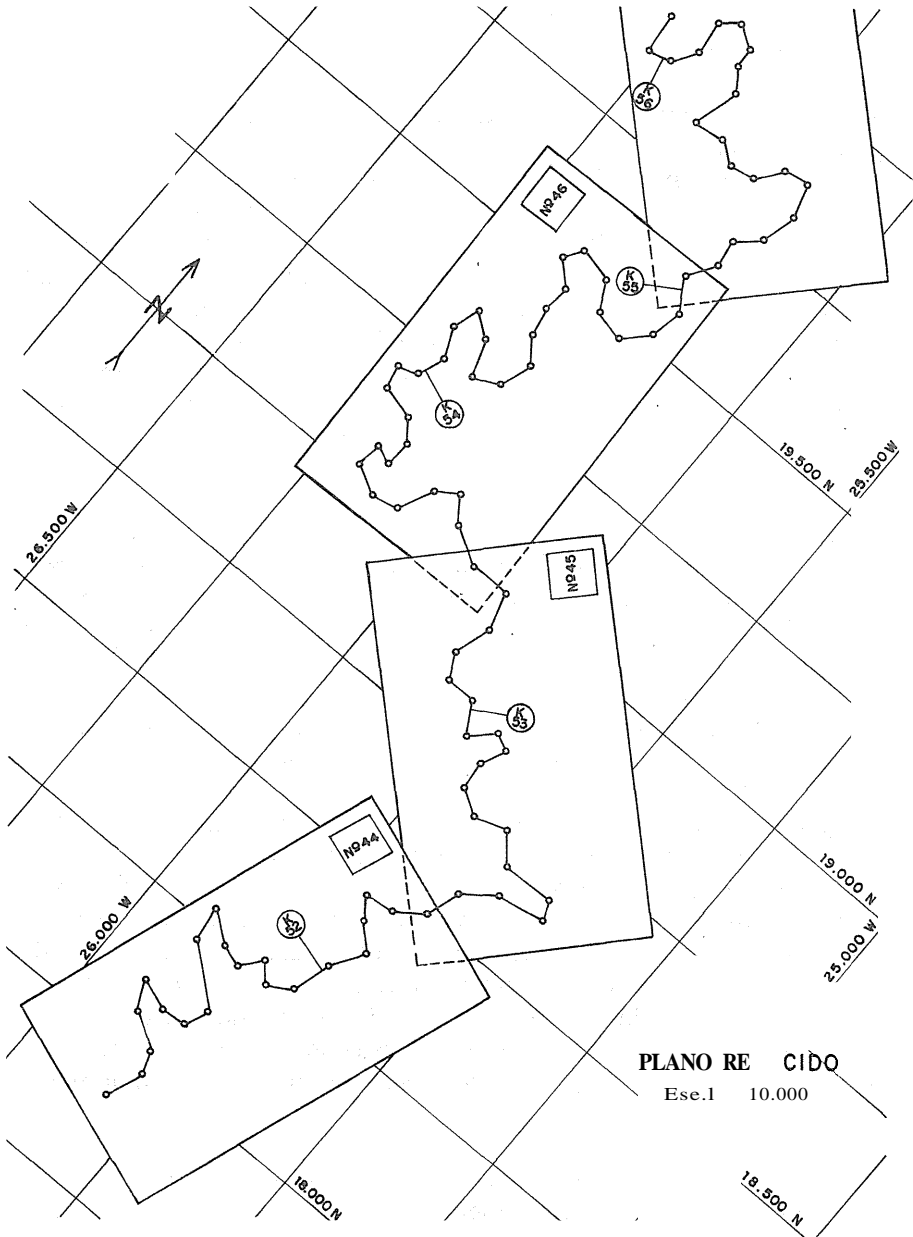 K
56
Nº46
K
55
N
K
54
19.500 N
25.500 W
26.500 W
Nº45
K
53
Nº44
19.000 N
26.000 W
K
52
25.000 W
PLANO RE CIDO
Ese.l 10.000
18.000 N
18.500 N